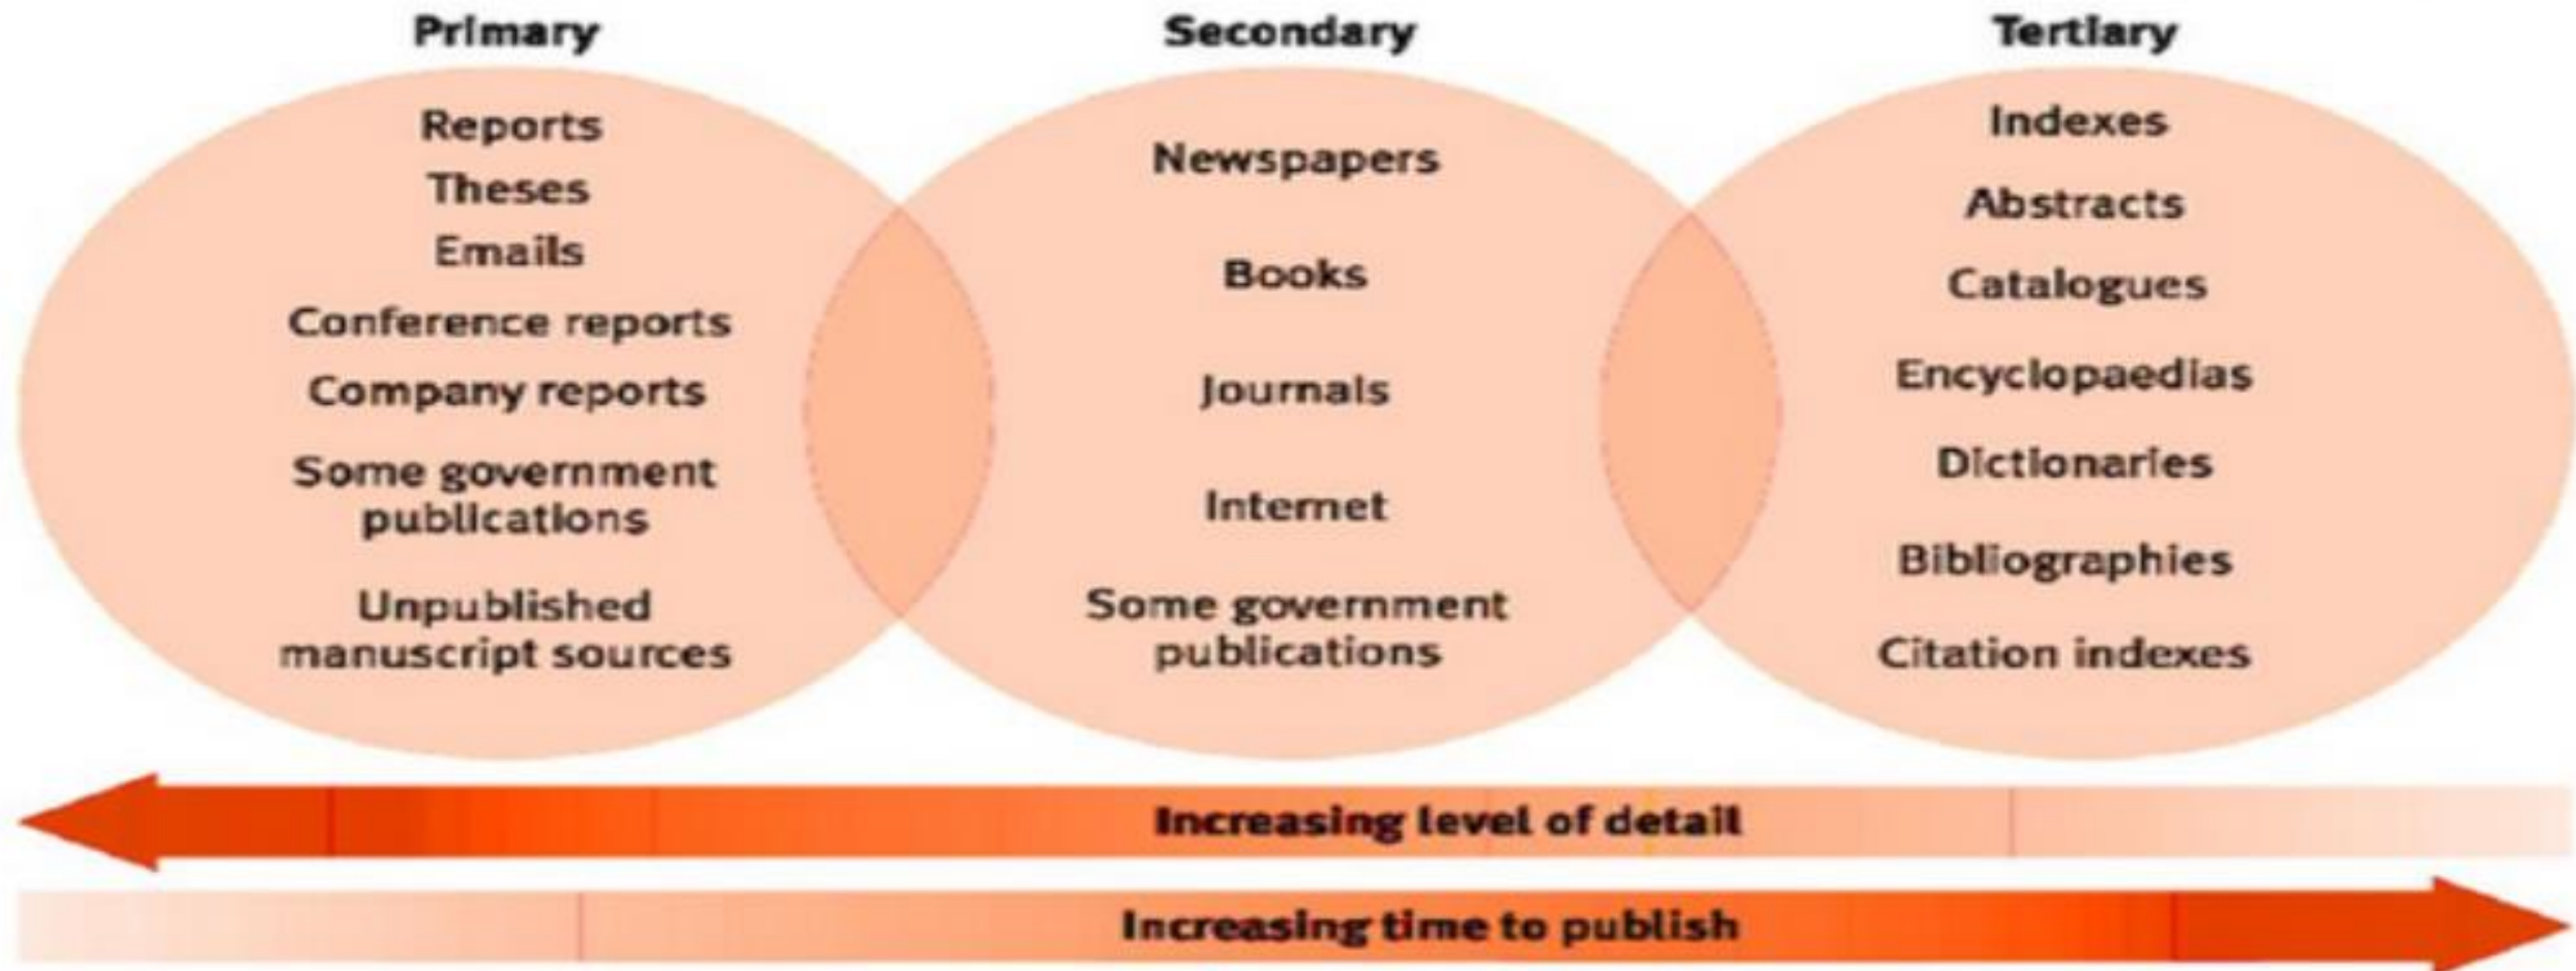 Primary
Reports
Theses
Emails
Conference reports
Company reports
Some government
publications
Unpublished
manuscript sources
Secondary
Newspapers
Books
Journals
Internet
Some government
publications
Tertiary
Indexes
Abstracts
Catalogues
Encyclopaedias
Dictionaries
Bibliographies
Citation indexes
Increasing level of detail
Increasing time to publish